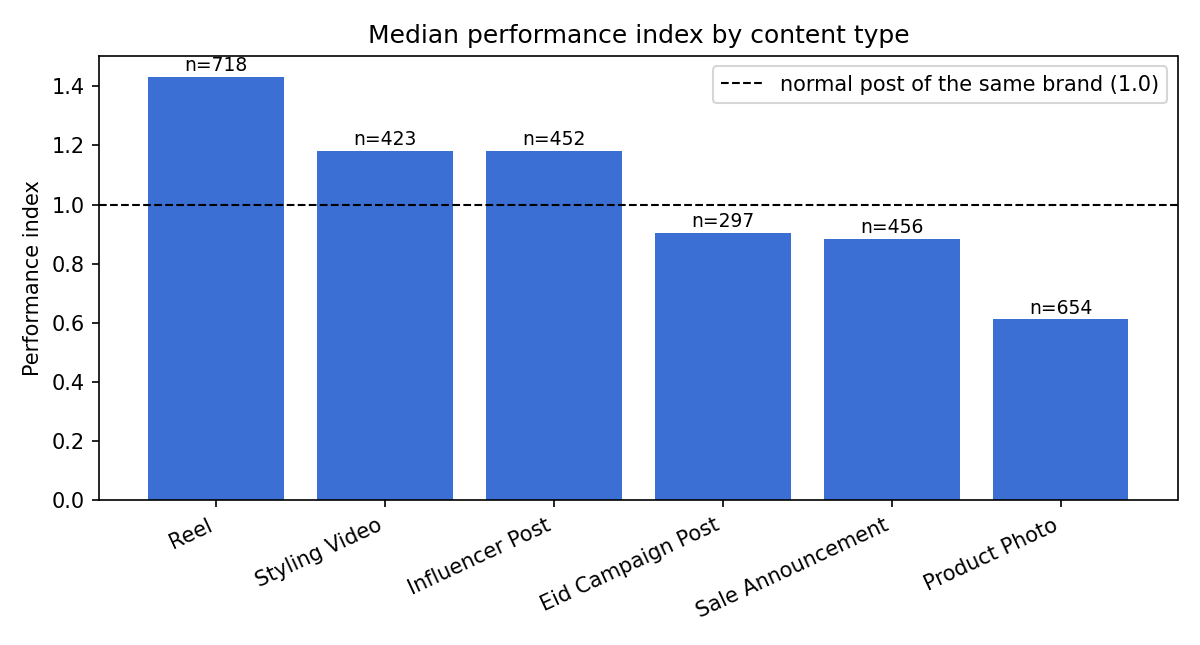 Median performance index by content type
normal post of the same brand (1.0)
Performance index
1.4
1.2
1.0
0.8
0.6
0.4
0.2
0.0
n=718
n=423
n=452
n=297
n=456
n=654
Reel
Styling Video
Influencer Post
Eid Campaign Post
Sale Announcement
Product Photo